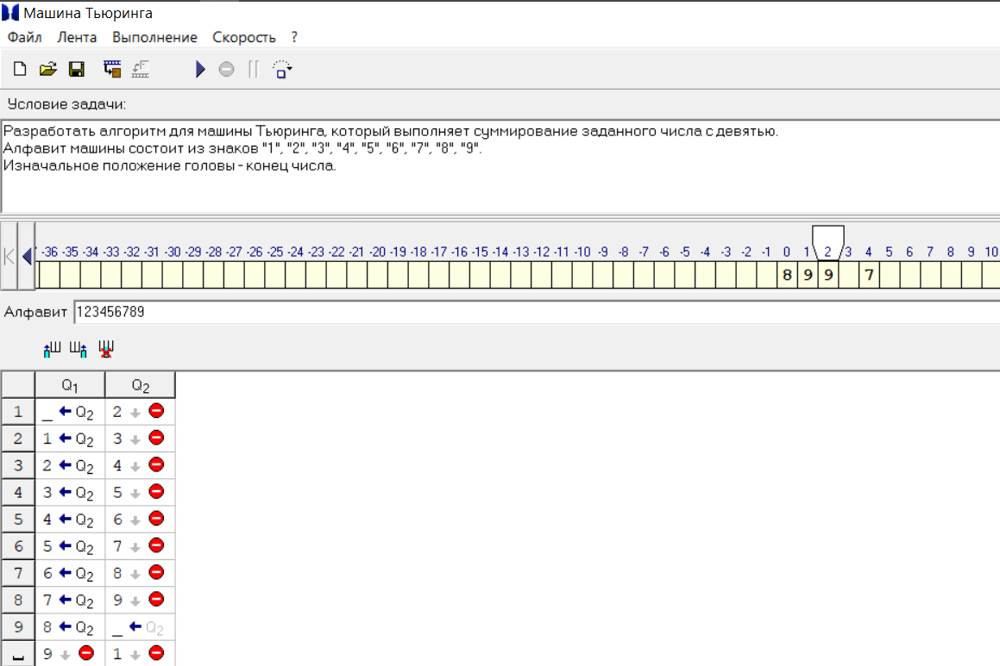 Машина Тьюринга
Файл Лента Выполнение Скорость ?
Условие задачи:
Разработать алгоритм для машины Тьюринга, который выполняет суммирование заданного числа с девятью.
Алфавит машины состоит из знаков "1", "2", "3", "4", "5", "6", "7", "8", "9".
Изначальное положение головы - конец числа.
-36 -35 -34 -33 -32 -31 -30 -29 -28 -27 -26 -25 -24 -23 -22 -21 -20 -19 -18 -17 -16 -15 -14 -13 -12 -11 -10 -9 -8 -7 -6 -5 -4 -3 -2 -1 0 1 2 3 4 5 6 7 8 9 10
8 9 9 7
Алфавит 123456789
Q1 Q2
1 _ ← Q2 2 ↓
2 1 ← Q2 3 ↓
3 2 ← Q2 4 ↓
4 3 ← Q2 5 ↓
5 4 ← Q2 6 ↓
6 5 ← Q2 7 ↓
7 6 ← Q2 8 ↓
8 7 ← Q2 9 ↓
9 8 ← Q2 _ ← Q2
␣ 9 ↓ 1 ↓